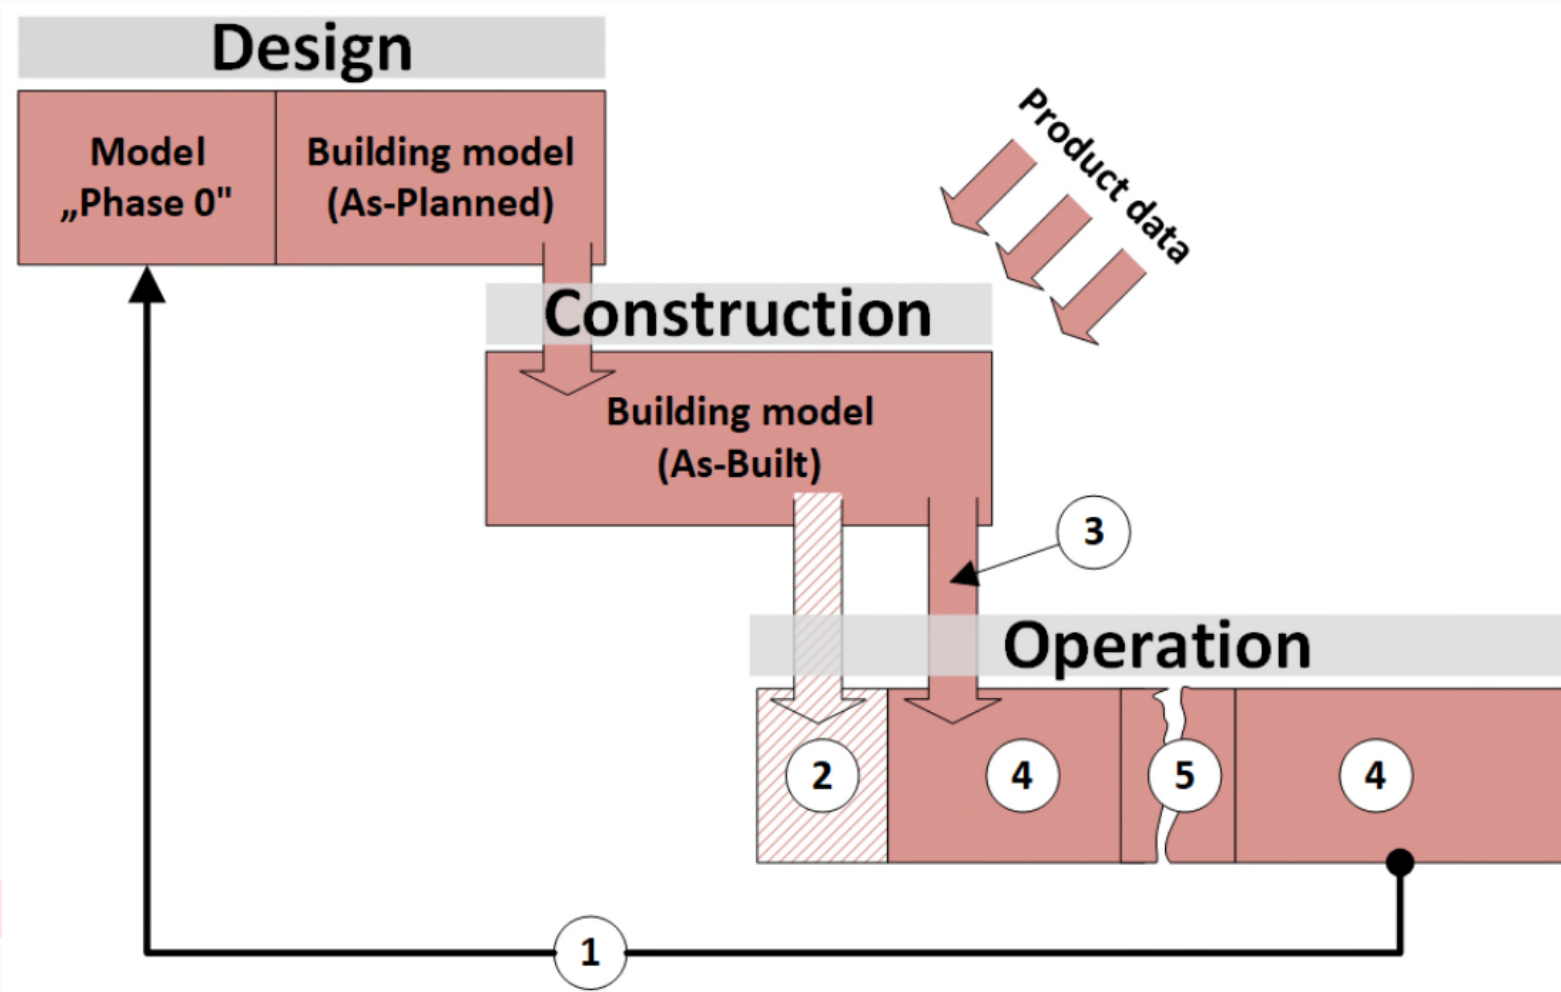 Design
Model
„Phase 0"
Building model
(As-Planned)
Product data
Construction
Building model
(As-Built)
3
Operation
2
4
5
4
1